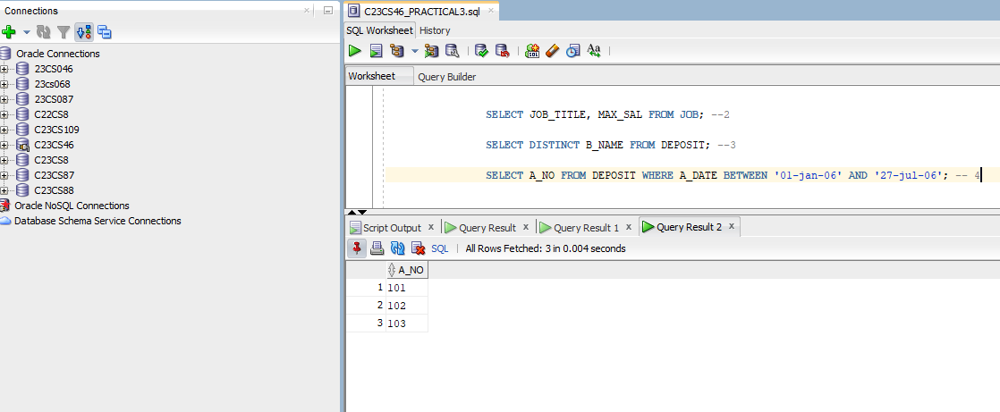 Connections
Oracle Connections
23CS046
23cs068
23CS087
C22CS8
C23CS109
C23CS46
C23CS8
C23CS87
C23CS88
Oracle NoSQL Connections
Database Schema Service Connections
C23CS46_PRACTICAL3.sql
SQL Worksheet History
Worksheet Query Builder
SELECT JOB_TITLE, MAX_SAL FROM JOB; --2
SELECT DISTINCT B_NAME FROM DEPOSIT; --3
SELECT A_NO FROM DEPOSIT WHERE A_DATE BETWEEN '01-jan-06' AND '27-jul-06'; -- 4
Script Output Query Result Query Result 1 Query Result 2
SQL All Rows Fetched: 3 in 0.004 seconds
A_NO
1 101
2 102
3 103